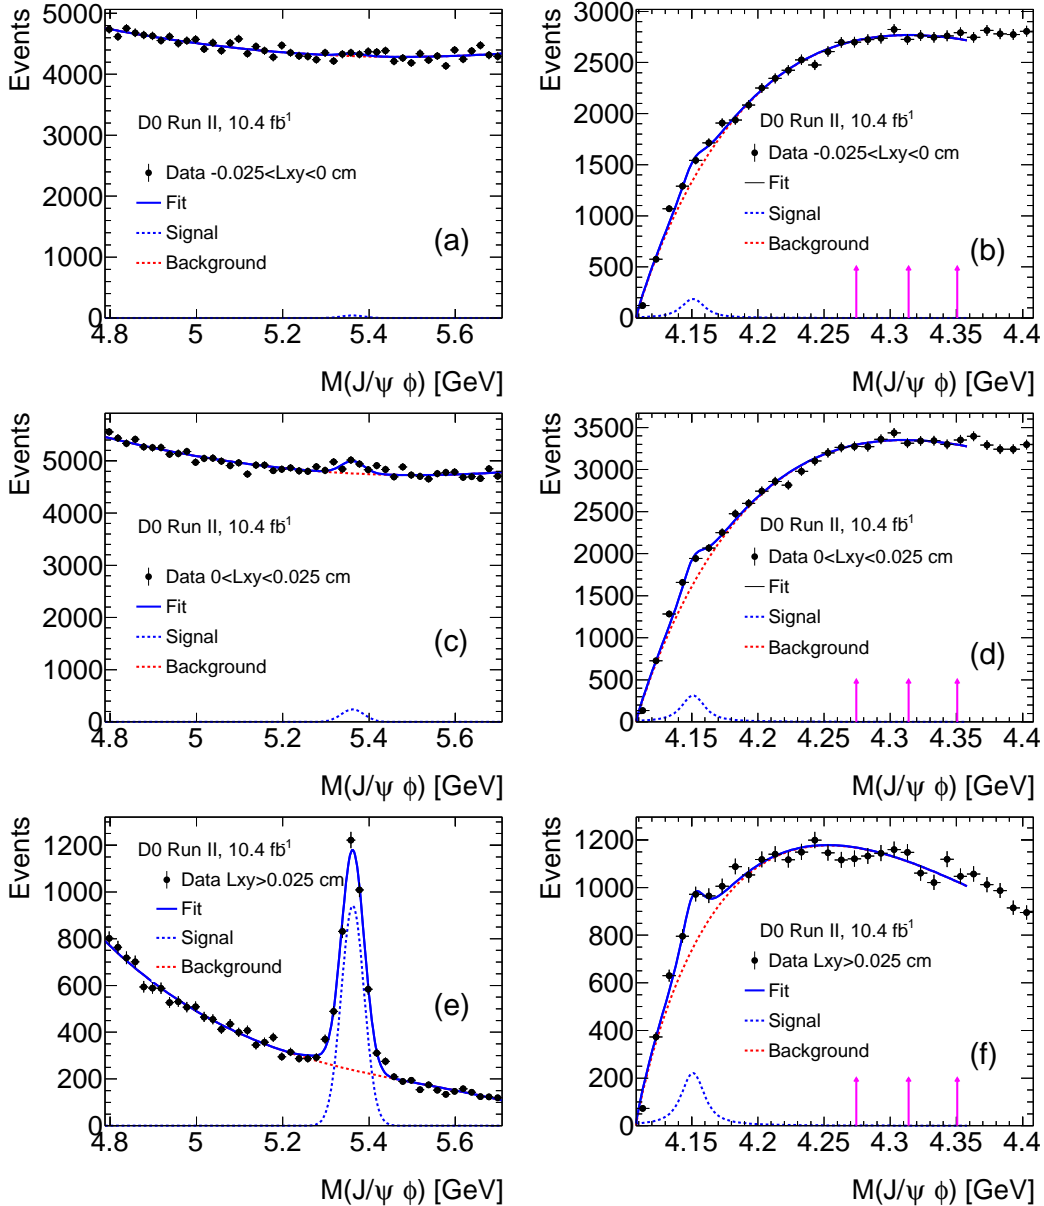 Events
5000
4000
3000
2000
1000
0
D0 Run II, 10.4 fb-1
Data -0.025<Lxy<0 cm
Fit
Signal
Background
(a)
4.8 5 5.2 5.4 5.6
M(J/ψ ϕ) [GeV]
Events
3000
2500
2000
1500
1000
500
0
D0 Run II, 10.4 fb-1
Data -0.025<Lxy<0 cm
Fit
Signal
Background
(b)
4.15 4.2 4.25 4.3 4.35 4.4
M(J/ψ ϕ) [GeV]
Events
5000
4000
3000
2000
1000
0
D0 Run II, 10.4 fb-1
Data 0<Lxy<0.025 cm
Fit
Signal
Background
(c)
4.8 5 5.2 5.4 5.6
M(J/ψ ϕ) [GeV]
Events
3500
3000
2500
2000
1500
1000
500
0
D0 Run II, 10.4 fb-1
Data 0<Lxy<0.025 cm
Fit
Signal
Background
(d)
4.15 4.2 4.25 4.3 4.35 4.4
M(J/ψ ϕ) [GeV]
Events
1200
1000
800
600
400
200
0
D0 Run II, 10.4 fb-1
Data Lxy>0.025 cm
Fit
Signal
Background
(e)
4.8 5 5.2 5.4 5.6
M(J/ψ ϕ) [GeV]
Events
1200
1000
800
600
400
200
0
D0 Run II, 10.4 fb-1
Data Lxy>0.025 cm
Fit
Signal
Background
(f)
4.15 4.2 4.25 4.3 4.35 4.4
M(J/ψ ϕ) [GeV]